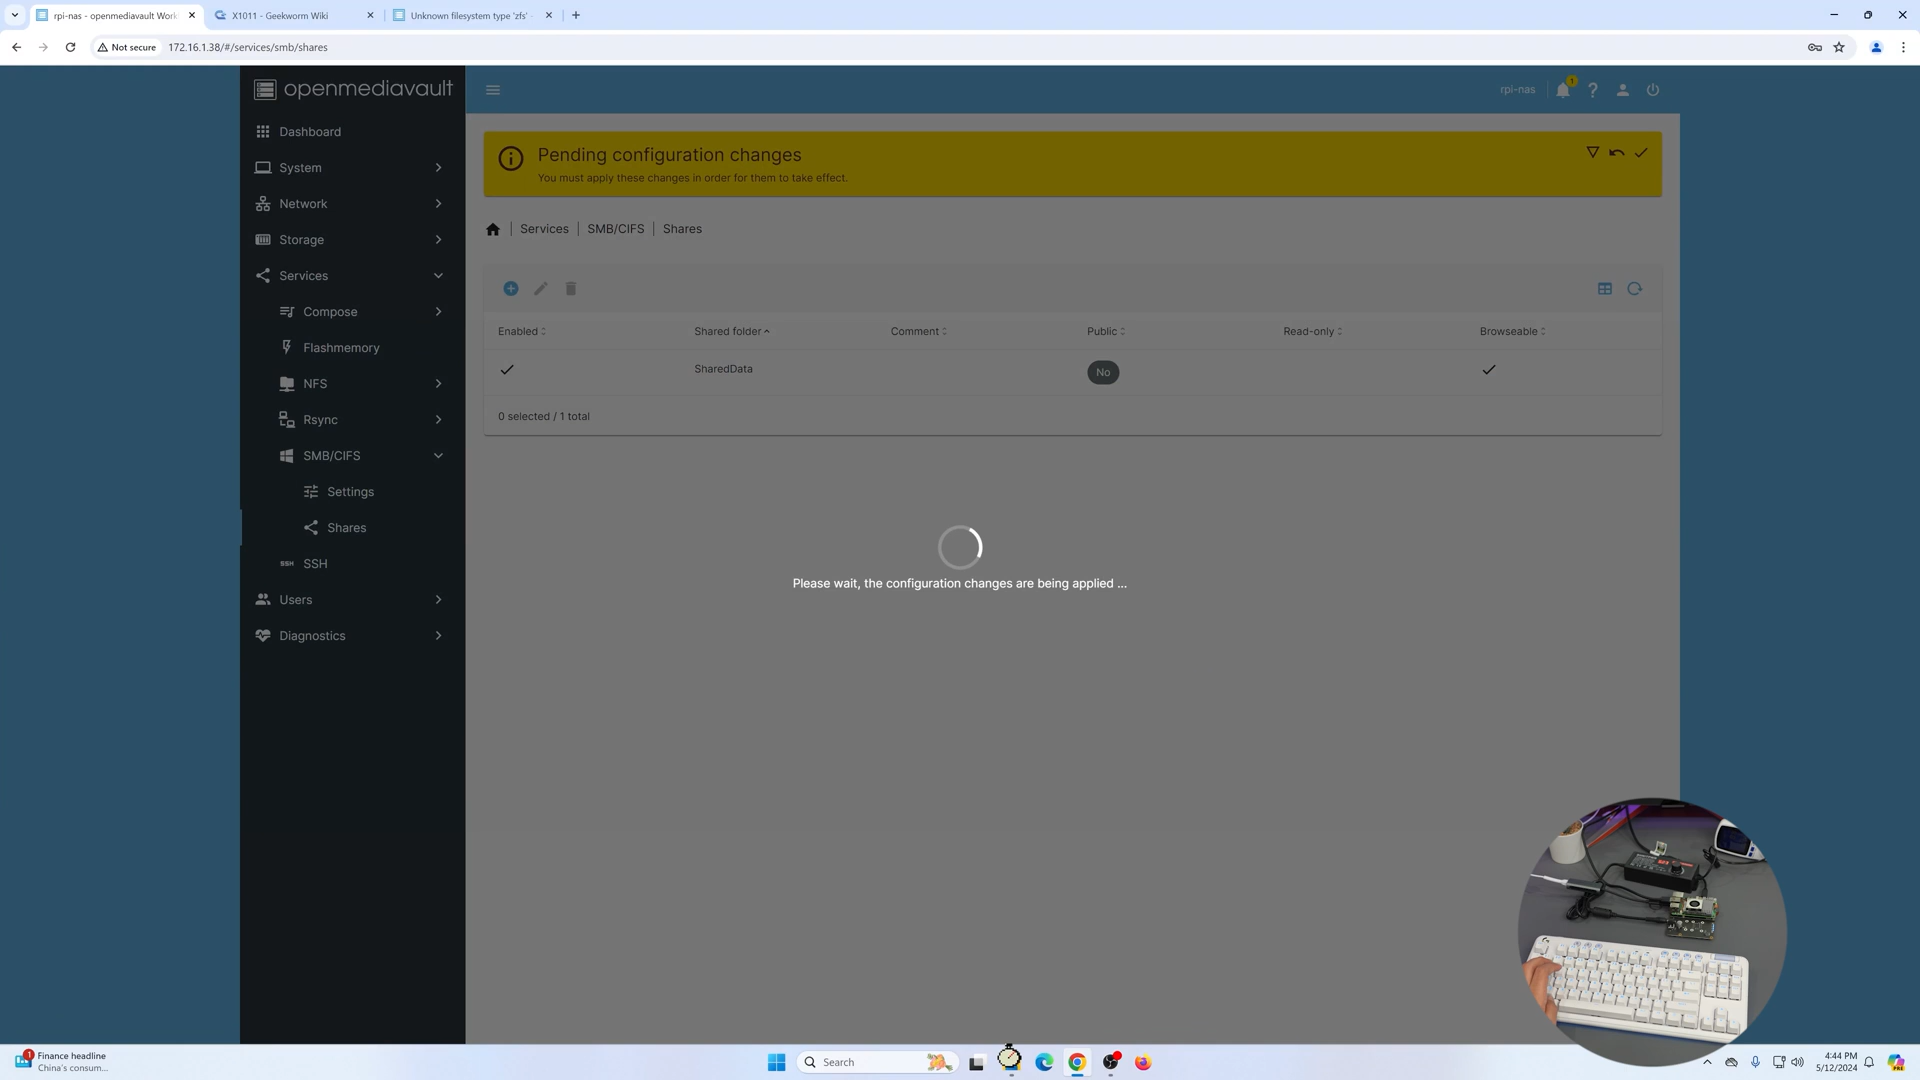 rpi-nas - openmediavault Work
X1011 - Geekworm Wiki
Unknown filesystem type 'zfs' -
Not secure
172.16.1.38/#/services/smb/shares
openmediavault
rpi-nas
1
Dashboard
System
Network
Storage
Services
Compose
Flashmemory
NFS
Rsync
SMB/CIFS
Settings
Shares
SSH
SSH
Users
Diagnostics
Pending configuration changes
You must apply these changes in order for them to take effect.
Services | SMB/CIFS | Shares
Enabled Shared folder Comment Public Read-only Browseable
SharedData No
0 selected / 1 total
Please wait, the configuration changes are being applied ...
1
Finance headline
China's consum...
Search
4:44 PM
5/12/2024
PRE